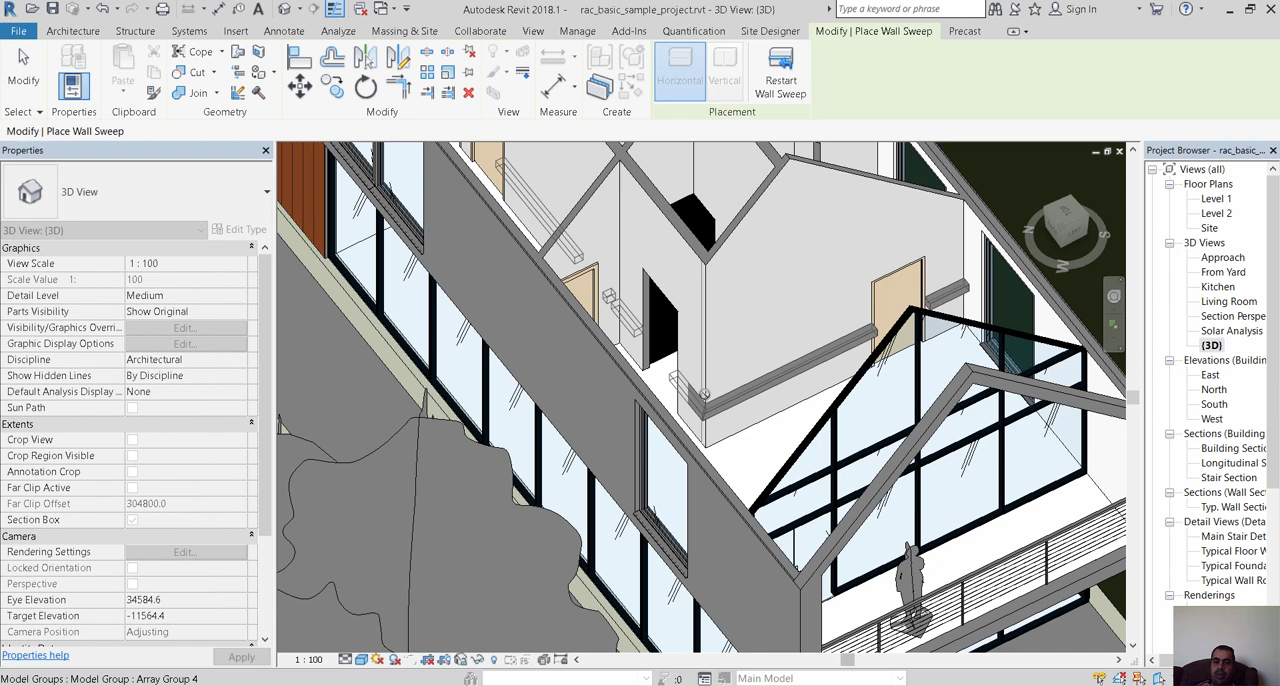 Autodesk Revit 2018.1 - rac_basic_sample_project.rvt - 3D View: {3D}
Type a keyword or phrase
Sign In
File Architecture Structure Insert Annotate Analyze Massing & Site Collaborate View Manage Add-Ins Quantification Site Designer Modify | Place Wall Sweep Precast
Modify
Properties
Paste
Cope
Cut
Join
Horizontal
Vertical
Restart
Wall Sweep
Select Properties Clipboard Geometry Modify View Measure Create Placement
Modify | Place Wall Sweep
Properties
3D View
3D View: {3D}
Edit Type
Graphics
View Scale 1 : 100
Scale Value 1: 100
Detail Level Medium
Parts Visibility Show Original
Visibility/Graphics Overri... Edit...
Graphic Display Options Edit...
Discipline Architectural
Show Hidden Lines By Discipline
Default Analysis Display ... None
Sun Path
Extents
Crop View
Crop Region Visible
Annotation Crop
Far Clip Active
Far Clip Offset 304800.0
Section Box
Camera
Rendering Settings Edit...
Locked Orientation
Perspective
Eye Elevation 34584.6
Target Elevation -11564.4
Camera Position Adjusting
Properties help
Apply
Project Browser - rac_basic_...
Views (all)
Floor Plans
Level 1
Level 2
Site
3D Views
Approach
From Yard
Kitchen
Living Room
Section Perspe
Solar Analysis
{3D}
Elevations (Building
East
North
South
West
Sections (Building
Building Sectio
Longitudinal S
Stair Section
Sections (Wall Sec
Typ. Wall Secti
Detail Views (Deta
Main Stair Det
Typical Floor W
Typical Founda
Typical Wall Ro
Renderings
N
S
W
1 : 100
Model Groups : Model Group : Array Group 4
:0
Main Model